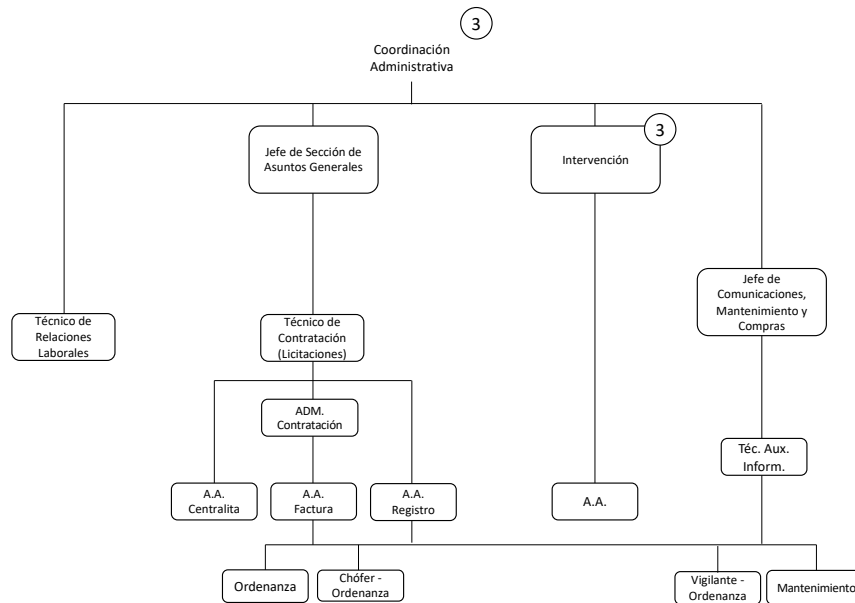 3
Coordinación
Administrativa
Jefe de Sección de
Asuntos Generales
Intervención
3
Jefe de
Comunicaciones,
Mantenimiento y
Compras
Técnico de
Relaciones
Laborales
Técnico de
Contratación
(Licitaciones)
ADM.
Contratación
Téc. Aux.
Inform.
A.A.
Centralita
A.A.
Factura
A.A.
Registro
A.A.
Ordenanza
Chófer -
Ordenanza
Vigilante -
Ordenanza
Mantenimiento